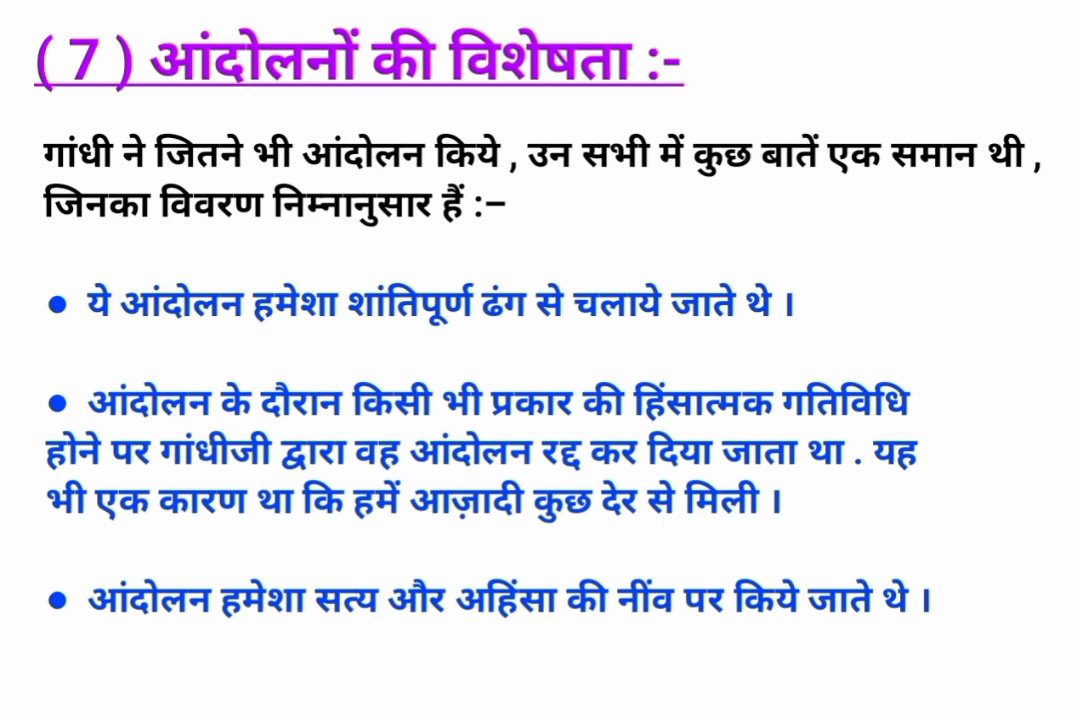 ( 7 ) आंदोलनों की विशेषता :-
गांधी ने जितने भी आंदोलन किये , उन सभी में कुछ बातें एक समान थी ,
जिनका विवरण निम्नानुसार हैं :–
● ये आंदोलन हमेशा शांतिपूर्ण ढंग से चलाये जाते थे ।
● आंदोलन के दौरान किसी भी प्रकार की हिंसात्मक गतिविधि
होने पर गांधीजी द्वारा वह आंदोलन रद्द कर दिया जाता था . यह
भी एक कारण था कि हमें आज़ादी कुछ देर से मिली ।
● आंदोलन हमेशा सत्य और अहिंसा की नींव पर किये जाते थे ।